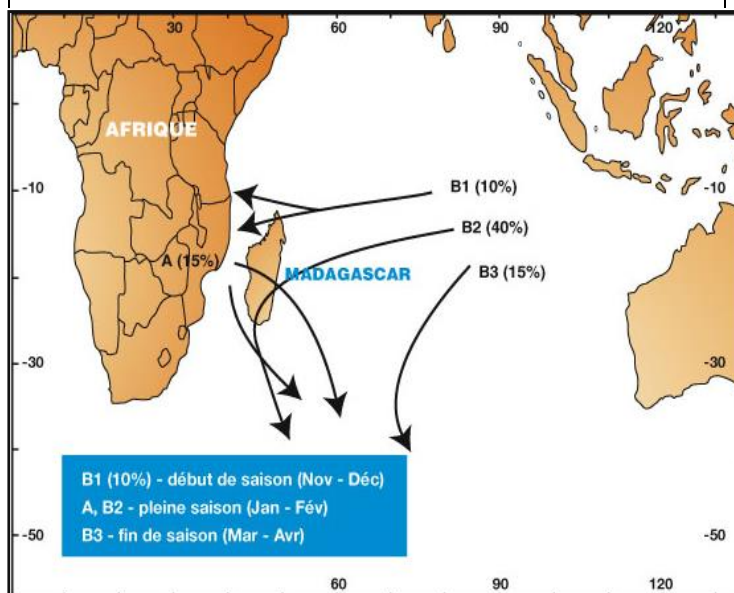 30 60 90 120
AFRIQUE
-10 B1 (10%) -10
B2 (40%)
A (15%) MADAGASCAR B3 (15%)
-30 -30
B1 (10%) - début de saison (Nov - Déc)
A, B2 - pleine saison (Jan - Fév)
B3 - fin de saison (Mar - Avr)
-50 -50
60 90 120